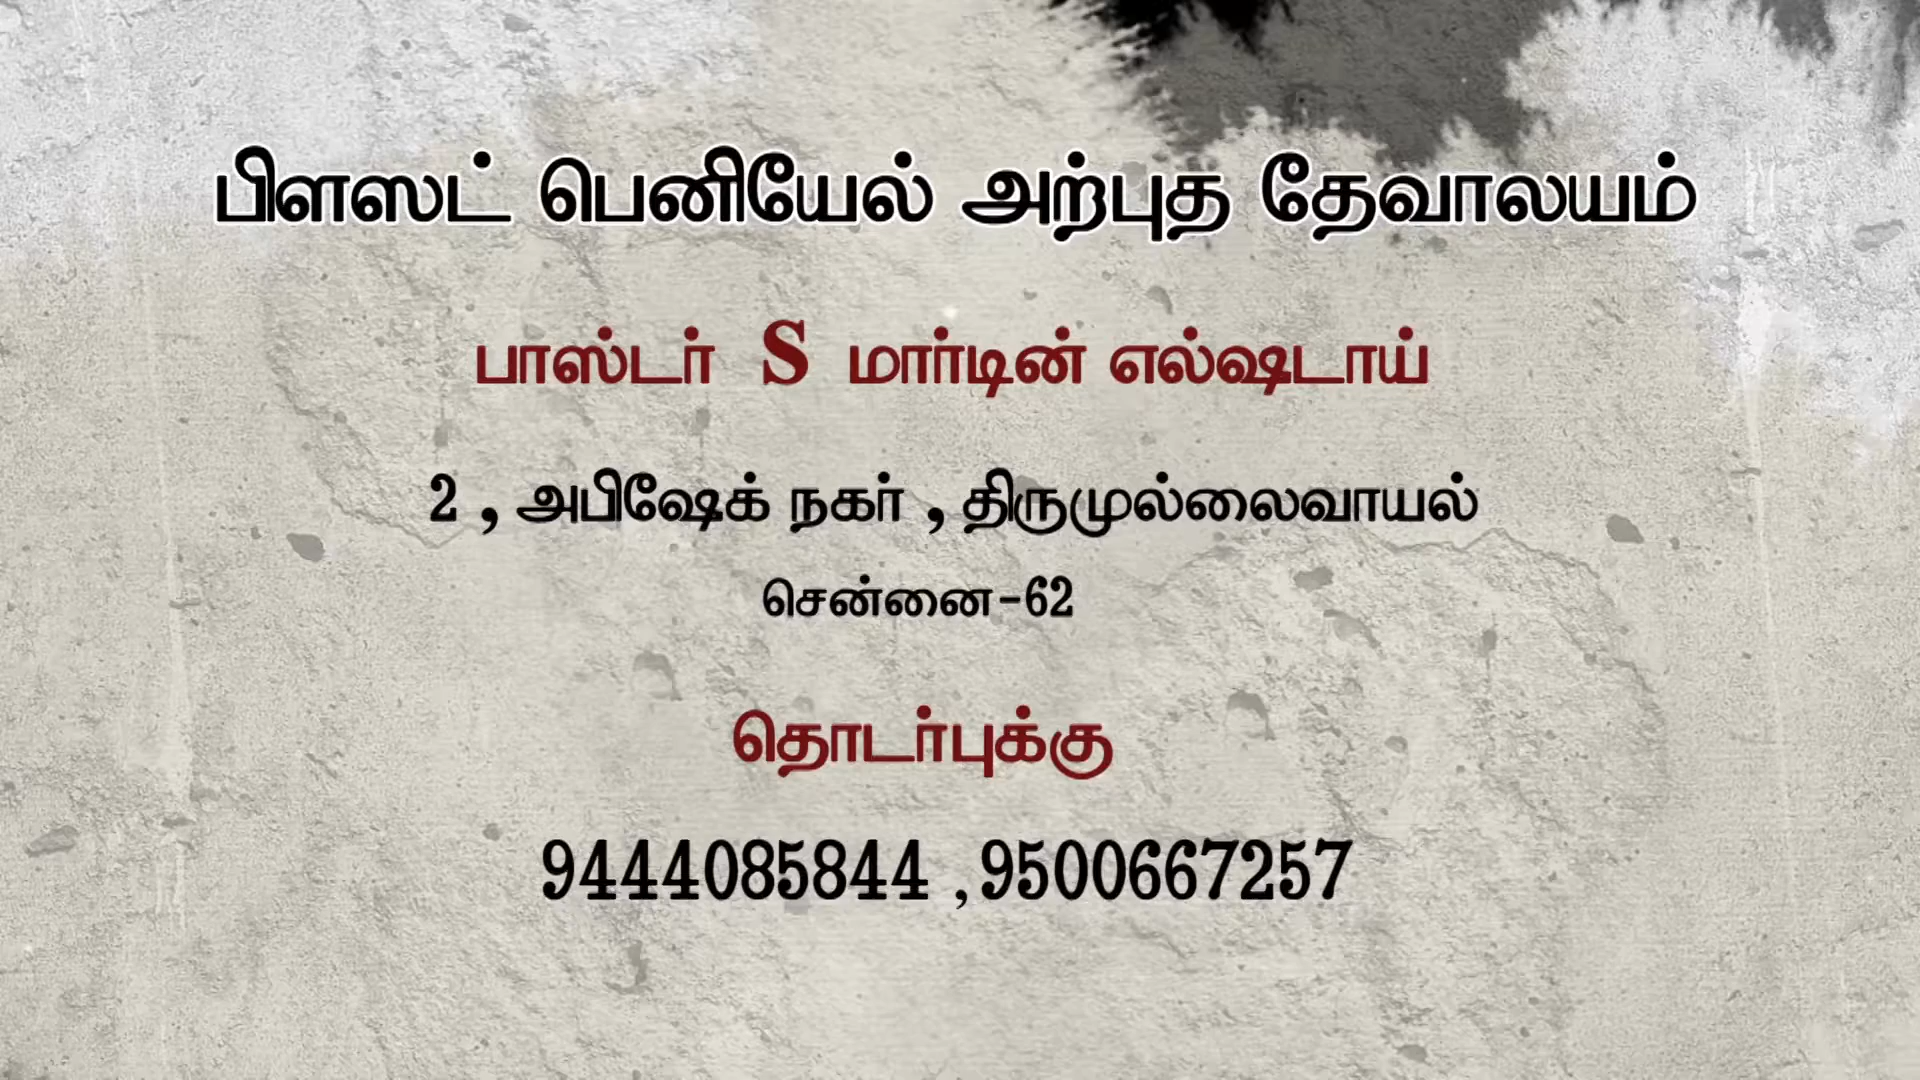 பிளஸட் பெனியேல் அற்புத தேவாலயம்
பாஸ்டர் S மார்டின் எல்ஷடாய்
2 , அபிஷேக் நகர் , திருமுல்லைவாயல்
சென்னை-62
தொடர்புக்கு
9444085844 ,9500667257